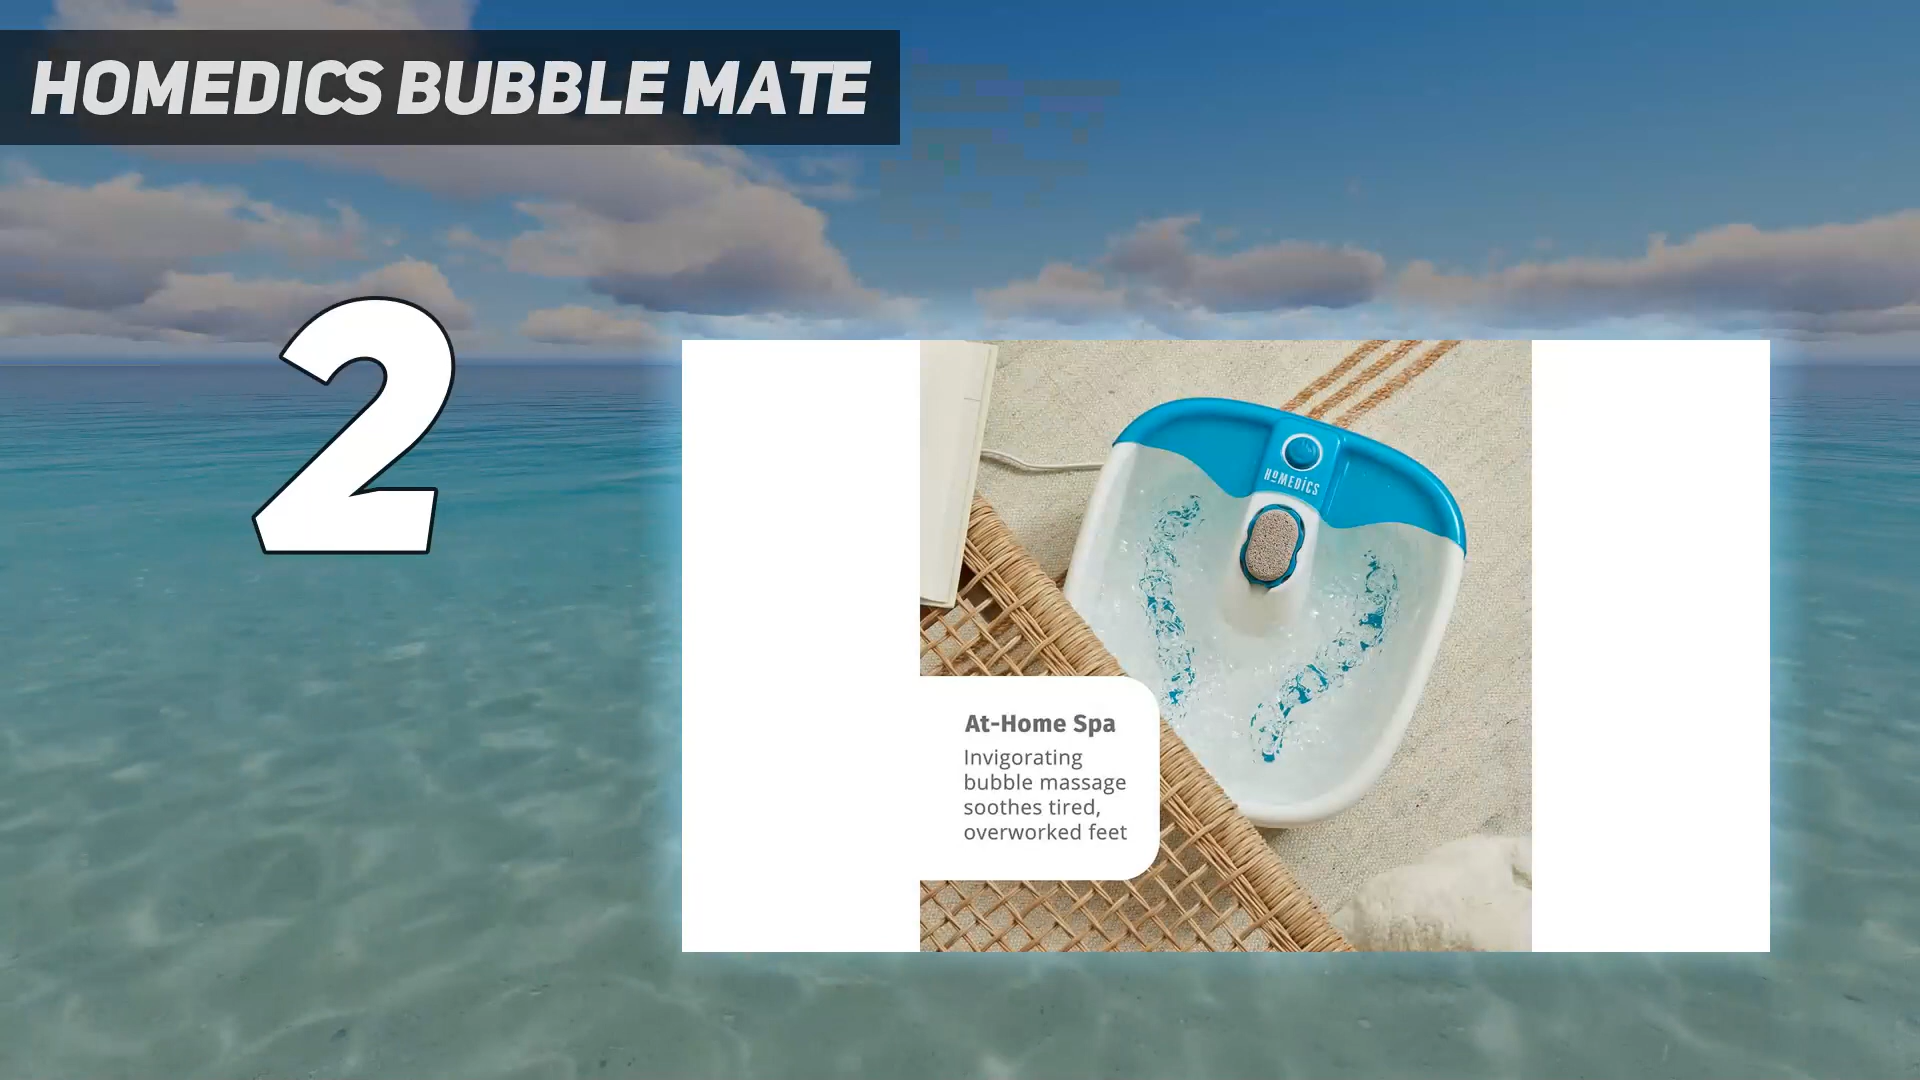 HOMEDICS BUBBLE MATE
2
HOMEDICS
At-Home Spa
Invigorating
bubble massage
soothes tired,
overworked feet